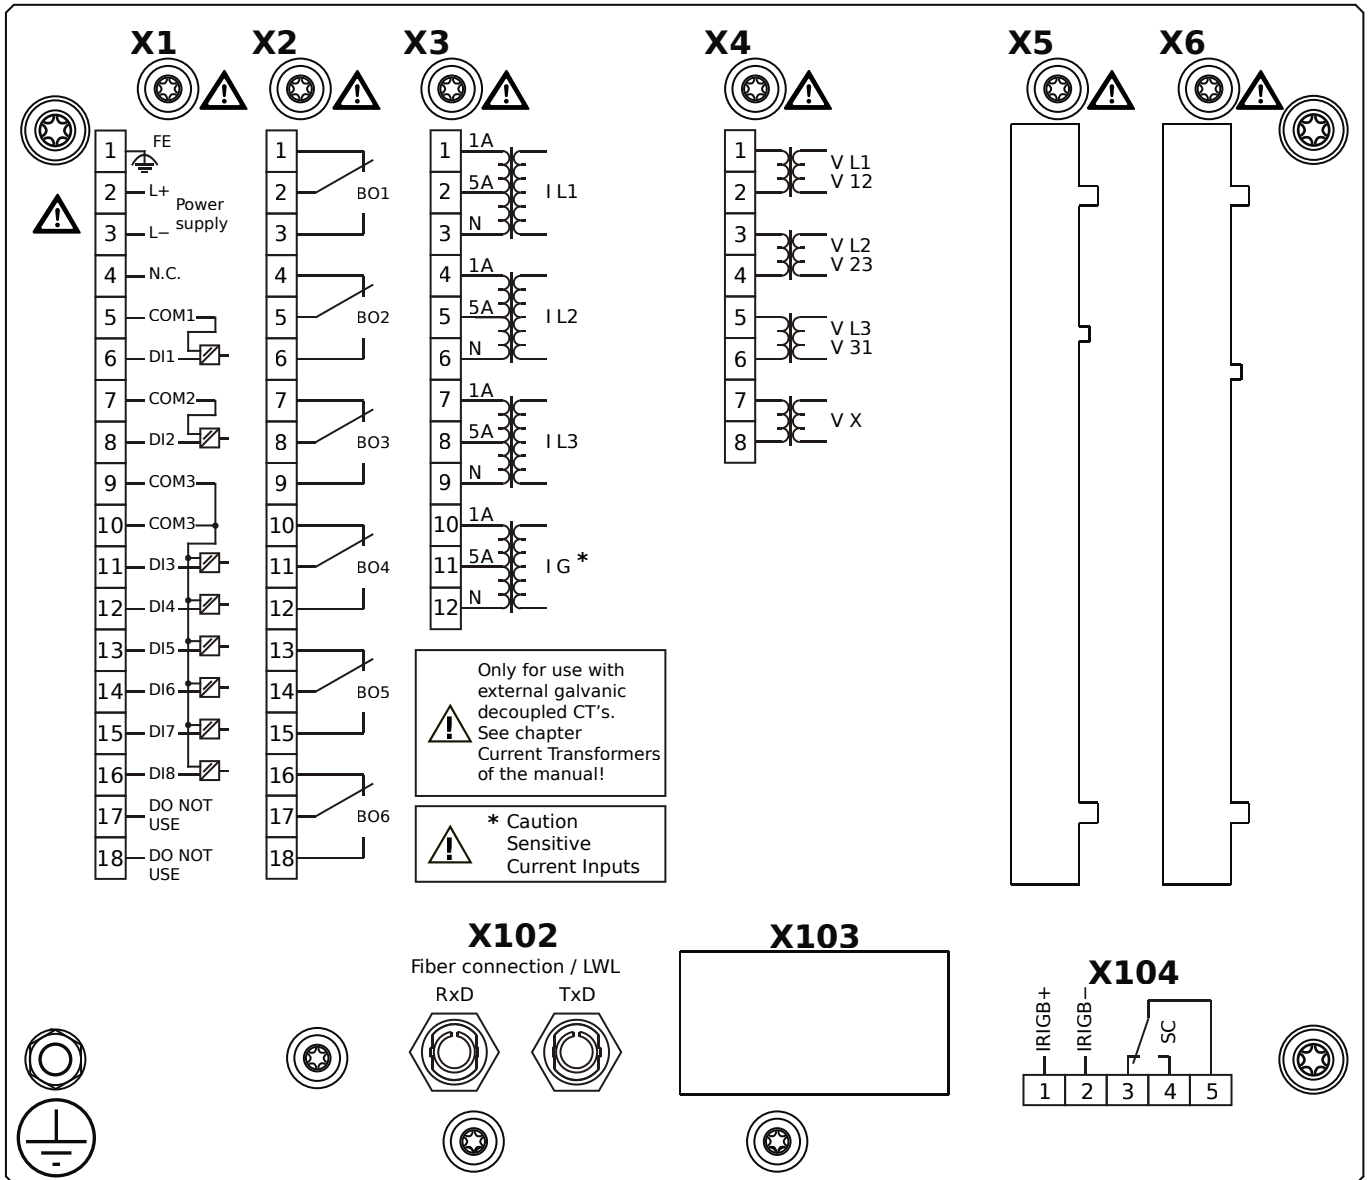 X1 X2 X3 X4 X5 X6
1 FE
2 L+
Power
supply
3 L−
4 N.C.
5 COM1
6 DI1
7 COM2
8 DI2
9 COM3
10 COM3
11 DI3
12 DI4
13 DI5
14 DI6
15 DI7
16 DI8
17 DO NOT
USE
18 DO NOT
USE
1
2 BO1
3
4
5 BO2
6
7
8 BO3
9
10
11 BO4
12
13
14 BO5
15
16
17 BO6
18
1 1A
2 5A I L1
3 N
4 1A
5 5A I L2
6 N
7 1A
8 5A I L3
9 N
10 1A
11 5A I G *
12 N
Only for use with
external galvanic
decoupled CT's.
See chapter
Current Transformers
of the manual!
* Caution
Sensitive
Current Inputs
1 V L1
2 V 12
3 V L2
4 V 23
5 V L3
6 V 31
7 V X
8
X102
Fiber connection / LWL
RxD TxD
X103
X104
IRIGB+ IRIGB− SC
1 2 3 4 5